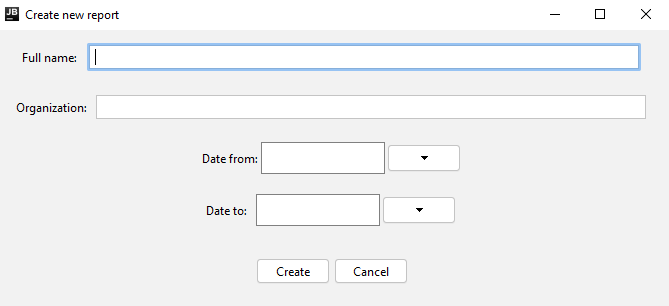 JB Create new report
Full name:
Organization:
Date from:
Date to:
Create Cancel